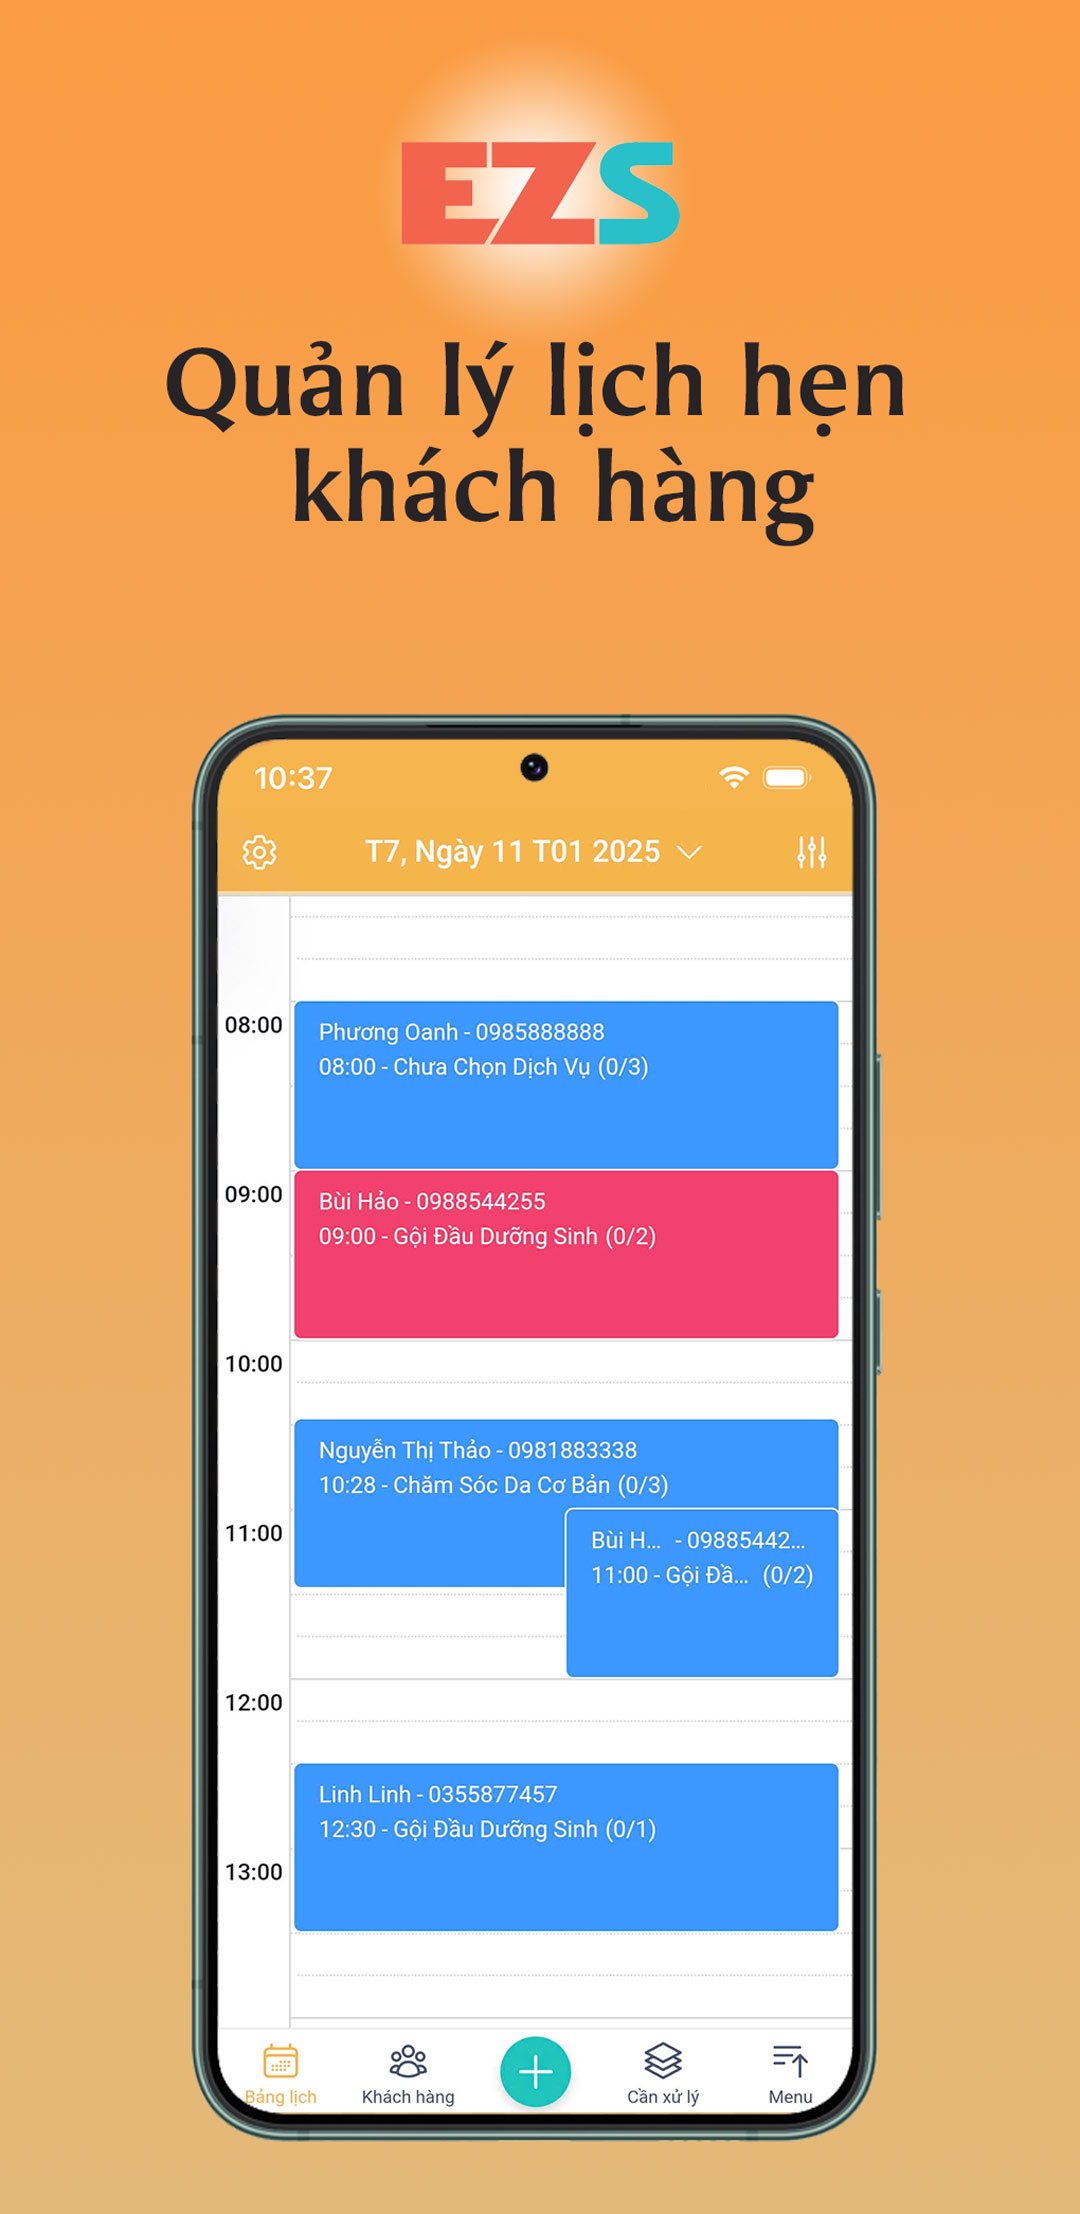 EZS
Quản lý lịch hẹn
khách hàng
10:37
T7, Ngày 11 T01 2025
08:00
Phương Oanh - 0985888888
08:00 - Chưa Chọn Dịch Vụ (0/3)
09:00
Bùi Hảo - 0988544255
09:00 - Gội Đầu Dưỡng Sinh (0/2)
10:00
Nguyễn Thị Thảo - 0981883338
10:28 - Chăm Sóc Da Cơ Bản (0/3)
11:00
Bùi H... - 09885442...
11:00 - Gội Đầ... (0/2)
12:00
Linh Linh - 0355877457
12:30 - Gội Đầu Dưỡng Sinh (0/1)
13:00
Bảng lịch
Khách hàng
Cần xử lý
Menu